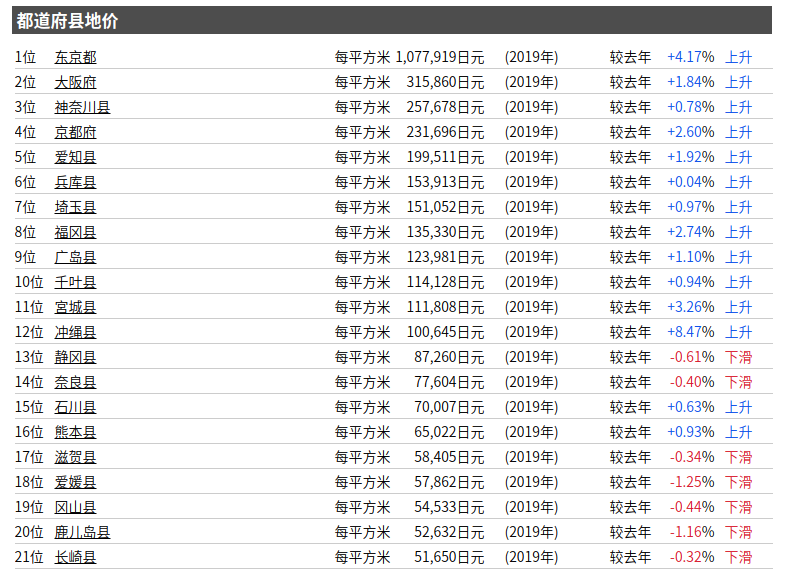 都道府县地价
1位 东京都 每平方米 1,077,919日元 (2019年) 较去年 +4.17% 上升
2位 大阪府 每平方米 315,860日元 (2019年) 较去年 +1.84% 上升
3位 神奈川县 每平方米 257,678日元 (2019年) 较去年 +0.78% 上升
4位 京都府 每平方米 231,696日元 (2019年) 较去年 +2.60% 上升
5位 爱知县 每平方米 199,511日元 (2019年) 较去年 +1.92% 上升
6位 兵库县 每平方米 153,913日元 (2019年) 较去年 +0.04% 上升
7位 埼玉县 每平方米 151,052日元 (2019年) 较去年 +0.97% 上升
8位 福冈县 每平方米 135,330日元 (2019年) 较去年 +2.74% 上升
9位 广岛县 每平方米 123,981日元 (2019年) 较去年 +1.10% 上升
10位 千叶县 每平方米 114,128日元 (2019年) 较去年 +0.94% 上升
11位 宫城县 每平方米 111,808日元 (2019年) 较去年 +3.26% 上升
12位 冲绳县 每平方米 100,645日元 (2019年) 较去年 +8.47% 上升
13位 静冈县 每平方米 87,260日元 (2019年) 较去年 -0.61% 下滑
14位 奈良县 每平方米 77,604日元 (2019年) 较去年 -0.40% 下滑
15位 石川县 每平方米 70,007日元 (2019年) 较去年 +0.63% 上升
16位 熊本县 每平方米 65,022日元 (2019年) 较去年 +0.93% 上升
17位 滋贺县 每平方米 58,405日元 (2019年) 较去年 -0.34% 下滑
18位 爱媛县 每平方米 57,862日元 (2019年) 较去年 -1.25% 下滑
19位 冈山县 每平方米 54,533日元 (2019年) 较去年 -0.44% 下滑
20位 鹿儿岛县 每平方米 52,632日元 (2019年) 较去年 -1.16% 下滑
21位 长崎县 每平方米 51,650日元 (2019年) 较去年 -0.32% 下滑